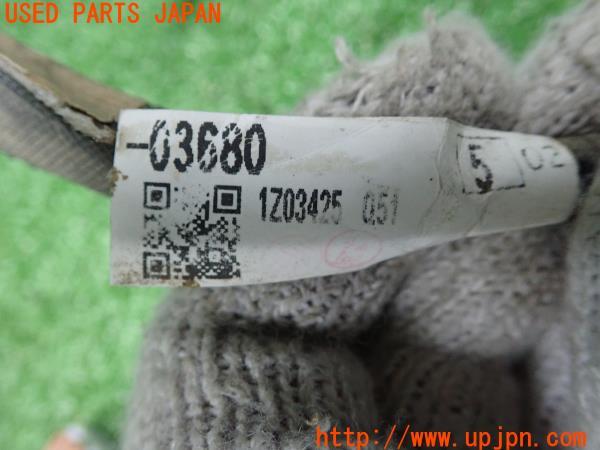 USED PARTS JAPAN
-03680
1Z03425 051
5 02
http://www.upjpn.com/